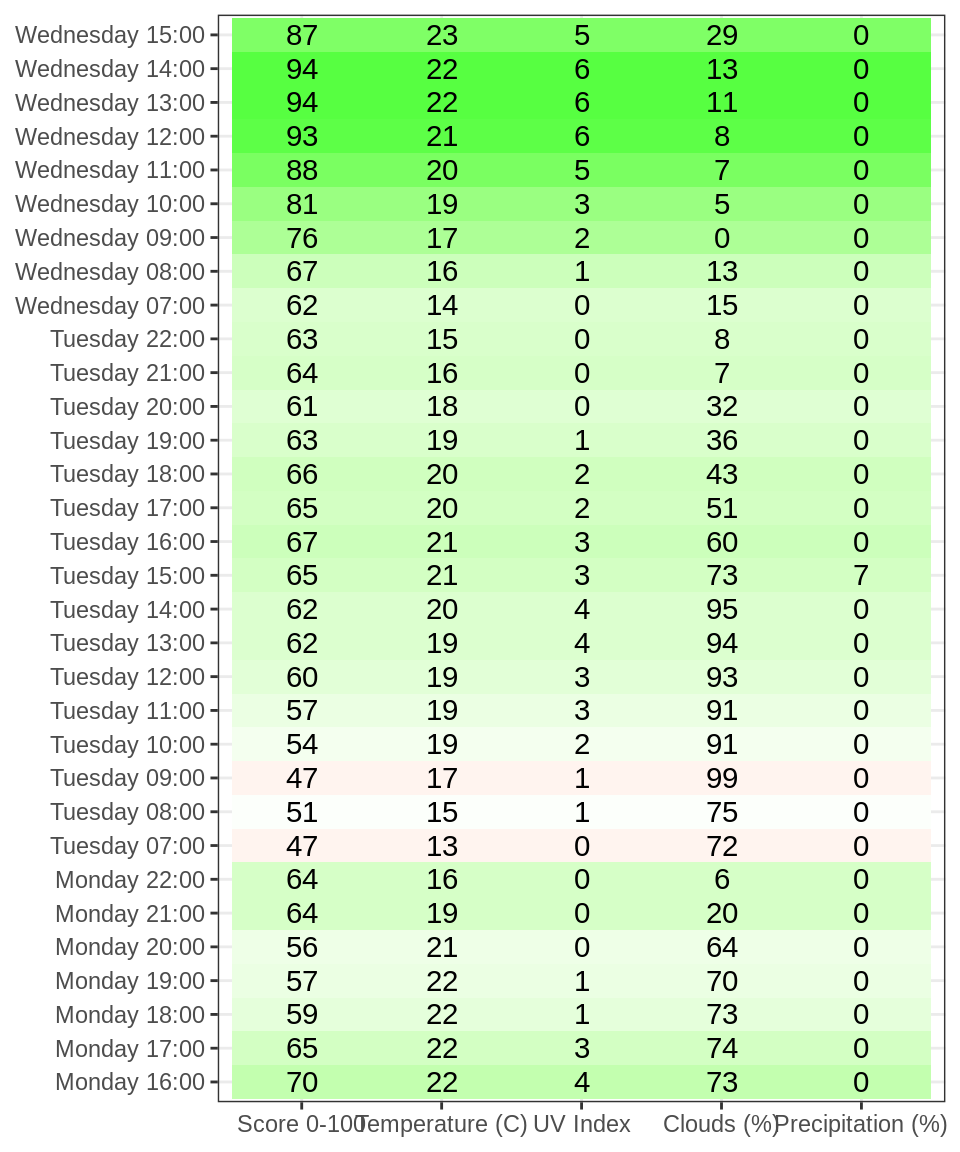 Wednesday 15:00 87 23 5 29 0
Wednesday 14:00 94 22 6 13 0
Wednesday 13:00 94 22 6 11 0
Wednesday 12:00 93 21 6 8 0
Wednesday 11:00 88 20 5 7 0
Wednesday 10:00 81 19 3 5 0
Wednesday 09:00 76 17 2 0 0
Wednesday 08:00 67 16 1 13 0
Wednesday 07:00 62 14 0 15 0
Tuesday 22:00 63 15 0 8 0
Tuesday 21:00 64 16 0 7 0
Tuesday 20:00 61 18 0 32 0
Tuesday 19:00 63 19 1 36 0
Tuesday 18:00 66 20 2 43 0
Tuesday 17:00 65 20 2 51 0
Tuesday 16:00 67 21 3 60 0
Tuesday 15:00 65 21 3 73 7
Tuesday 14:00 62 20 4 95 0
Tuesday 13:00 62 19 4 94 0
Tuesday 12:00 60 19 3 93 0
Tuesday 11:00 57 19 3 91 0
Tuesday 10:00 54 19 2 91 0
Tuesday 09:00 47 17 1 99 0
Tuesday 08:00 51 15 1 75 0
Tuesday 07:00 47 13 0 72 0
Monday 22:00 64 16 0 6 0
Monday 21:00 64 19 0 20 0
Monday 20:00 56 21 0 64 0
Monday 19:00 57 22 1 70 0
Monday 18:00 59 22 1 73 0
Monday 17:00 65 22 3 74 0
Monday 16:00 70 22 4 73 0
Score 0-100 Temperature (C) UV Index Clouds (%) Precipitation (%)